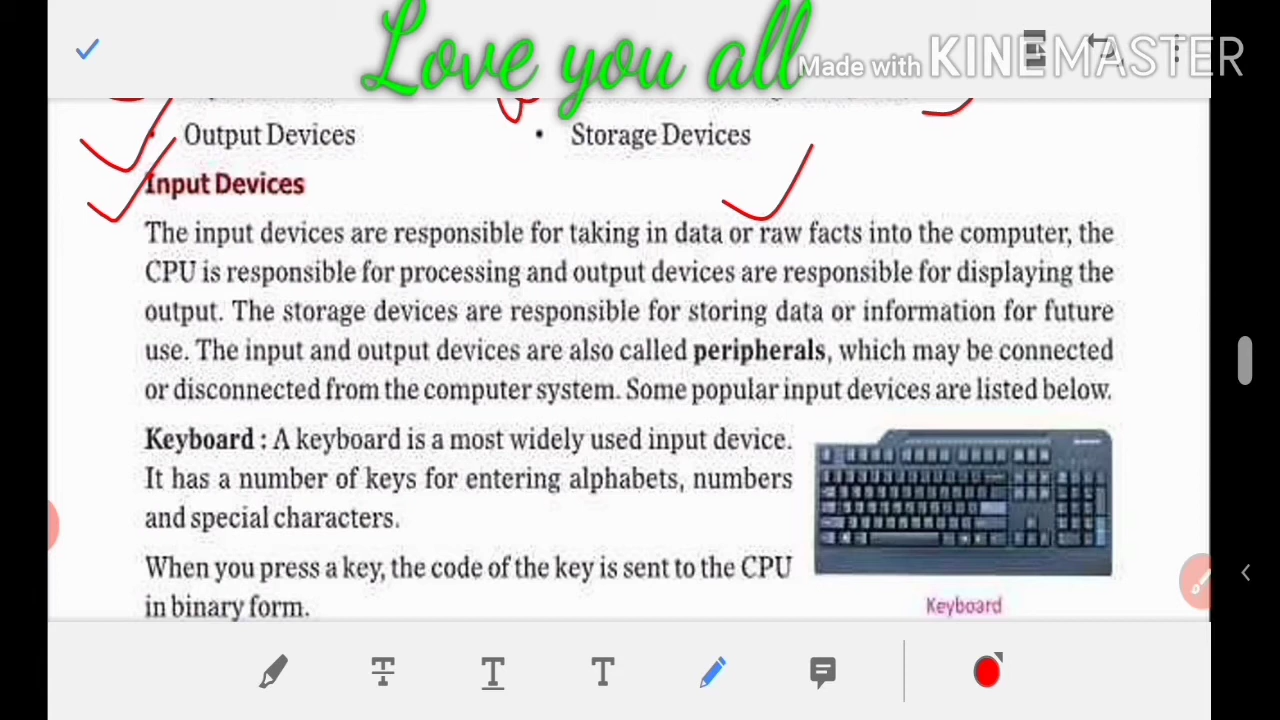 Love you all
Made with KINEMASTER
• Output Devices
• Storage Devices
Input Devices
The input devices are responsible for taking in data or raw facts into the computer, the
CPU is responsible for processing and output devices are responsible for displaying the
output. The storage devices are responsible for storing data or information for future
use. The input and output devices are also called peripherals, which may be connected
or disconnected from the computer system. Some popular input devices are listed below.
Keyboard : A keyboard is a most widely used input device.
It has a number of keys for entering alphabets, numbers
and special characters.
When you press a key, the code of the key is sent to the CPU
in binary form.
Keyboard
T
T
T